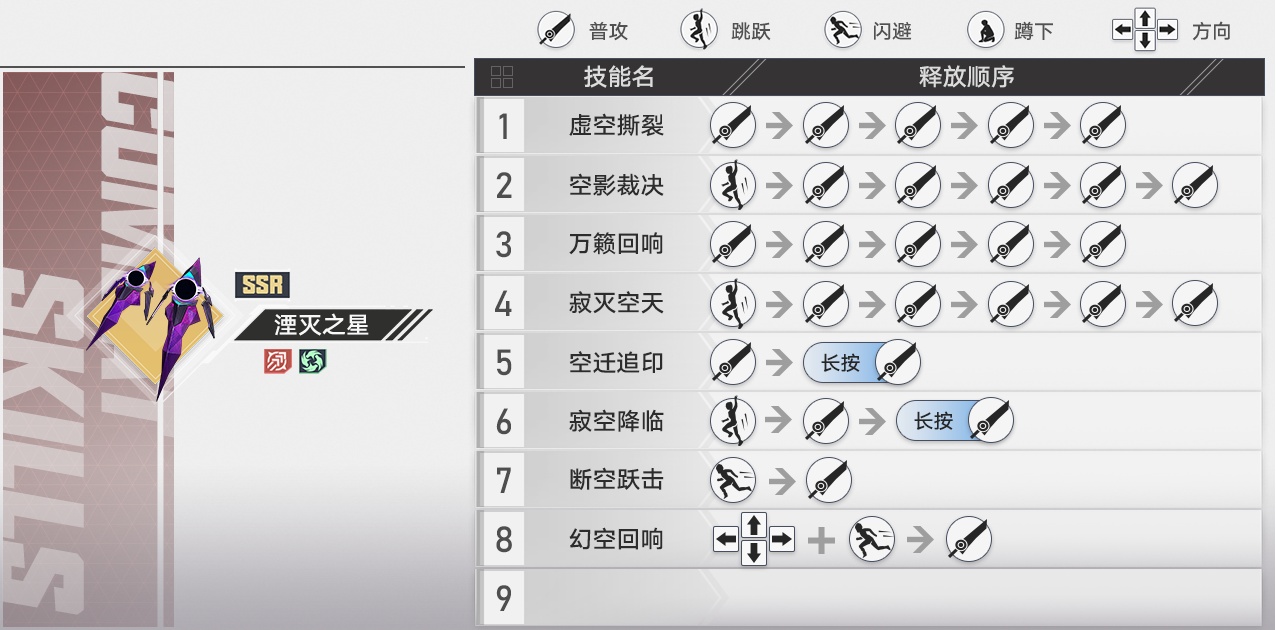 普攻 跳跃 闪避 蹲下 方向
技能名 释放顺序
1 虚空撕裂
2 空影裁决
3 万籁回响
4 寂灭空天
5 空迁追印 长按
6 寂空降临 长按
7 断空跃击
8 幻空回响
9
SSR
湮灭之星
COMBAT
SKILLS